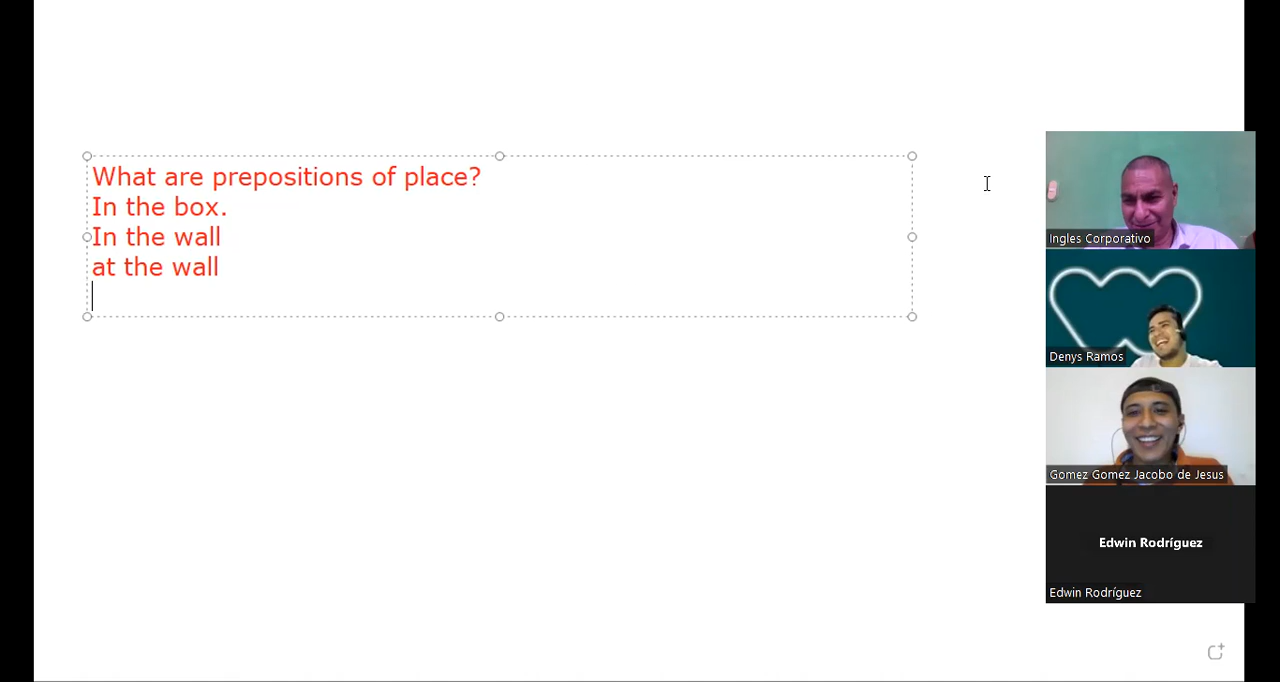 What are prepositions of place?
In the box.
In the wall
at the wall
Ingles Corporativo
Denys Ramos
Gomez Gomez Jacobo de Jesus
Edwin Rodríguez
Edwin Rodríguez